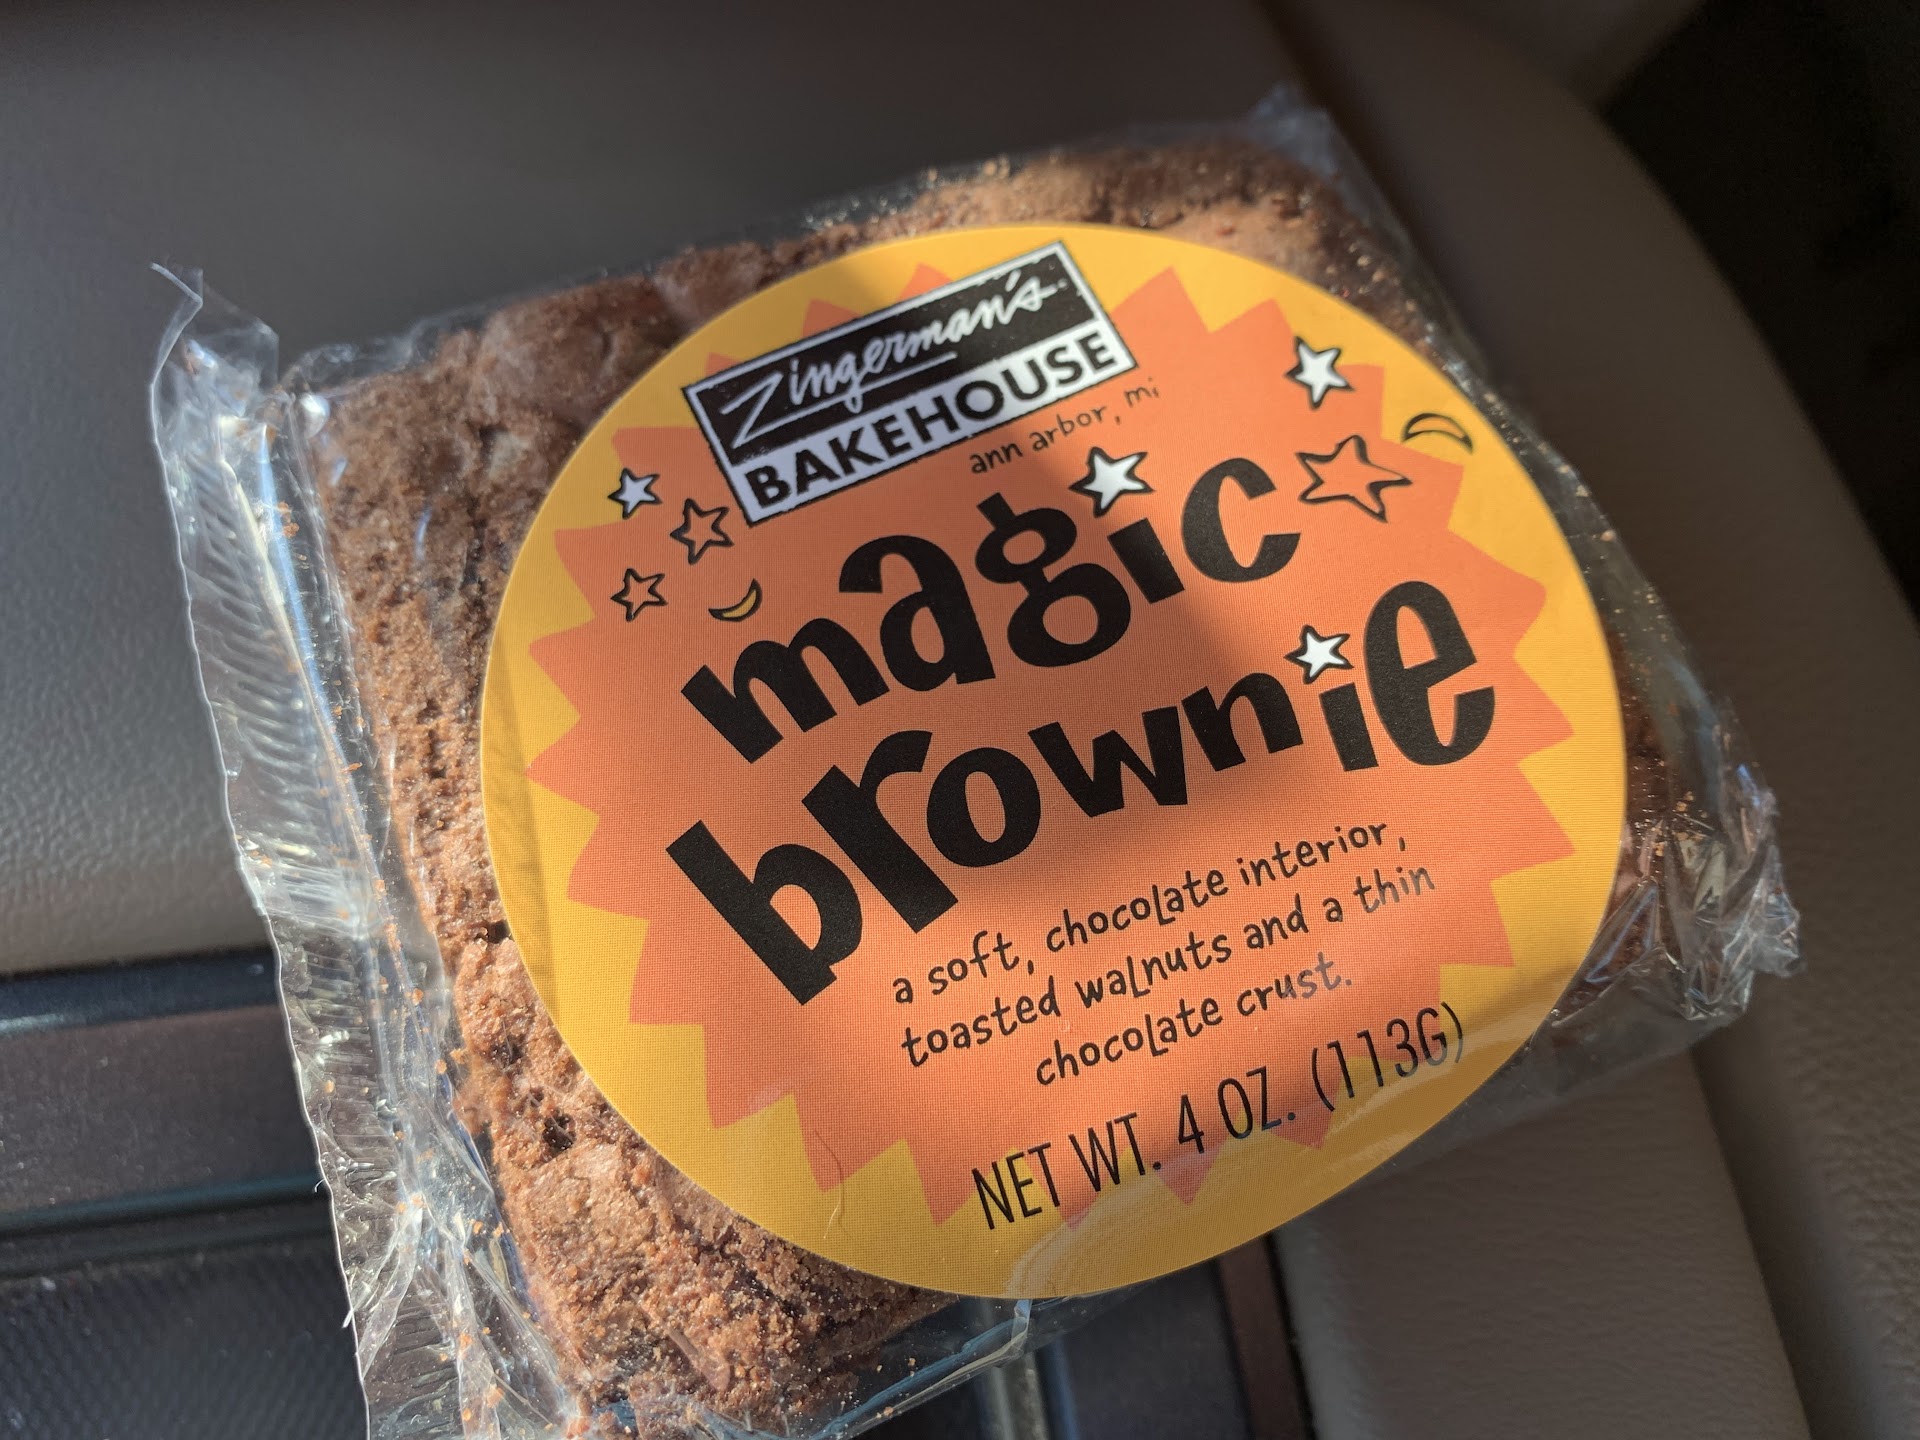 Zingerman's
BAKEHOUSE
ann arbor, mi
magic
brownie
a soft, chocolate interior,
toasted walnuts and a thin
chocolate crust.
NET WT. 4 OZ. (113G)